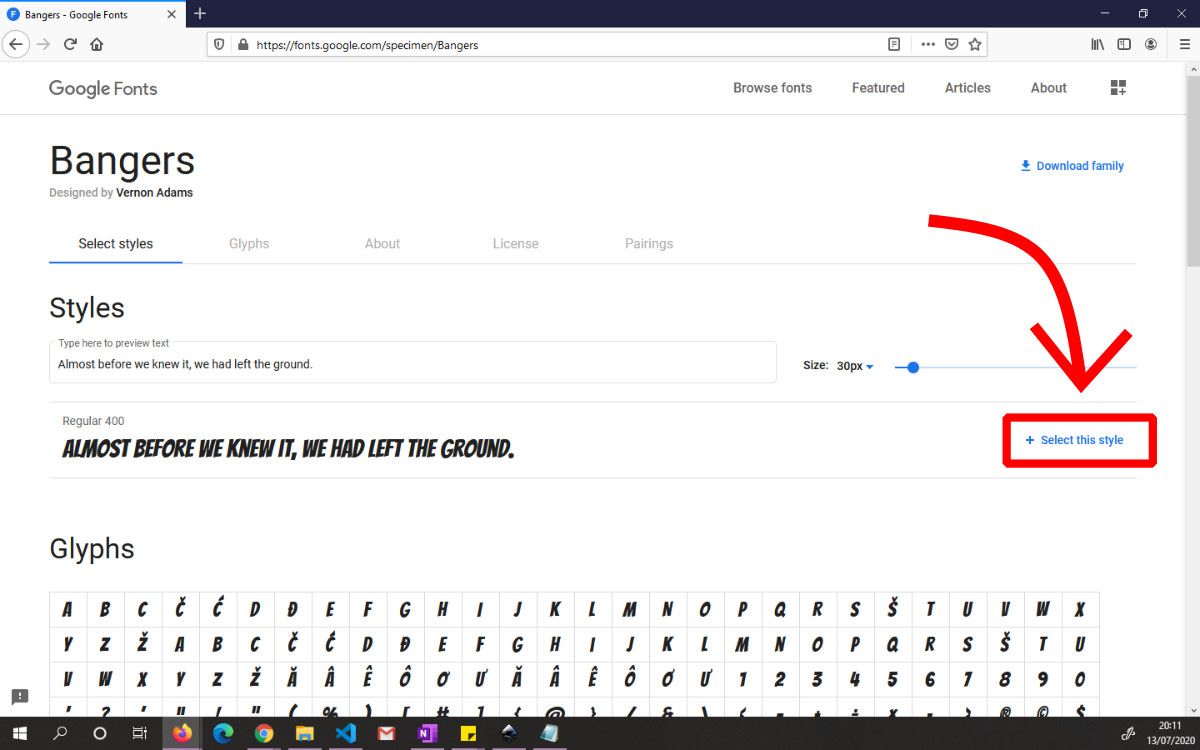 Bangers - Google Fonts
https://fonts.google.com/specimen/Bangers
Google Fonts
Browse fonts Featured Articles About
Bangers
Download family
Designed by Vernon Adams
Select styles Glyphs About License Pairings
Styles
Type here to preview text
Almost before we knew it, we had left the ground.
Size: 30px
Regular 400
ALMOST BEFORE WE KNEW IT, WE HAD LEFT THE GROUND.
+ Select this style
Glyphs
A B C Č Ć D Đ E F G H I J K L M N O P Q R S Š T U V W X
Y Z Ž A B C Č Ć D Đ E F G H I J K L M N O P Q R S Š T U
V W X Y Z Ž Ă Â Ê Ô Ơ Ư Ă Â Ê Ô Ơ Ư 1 2 3 4 5 6 7 8 9 0
20:11
13/07/2020